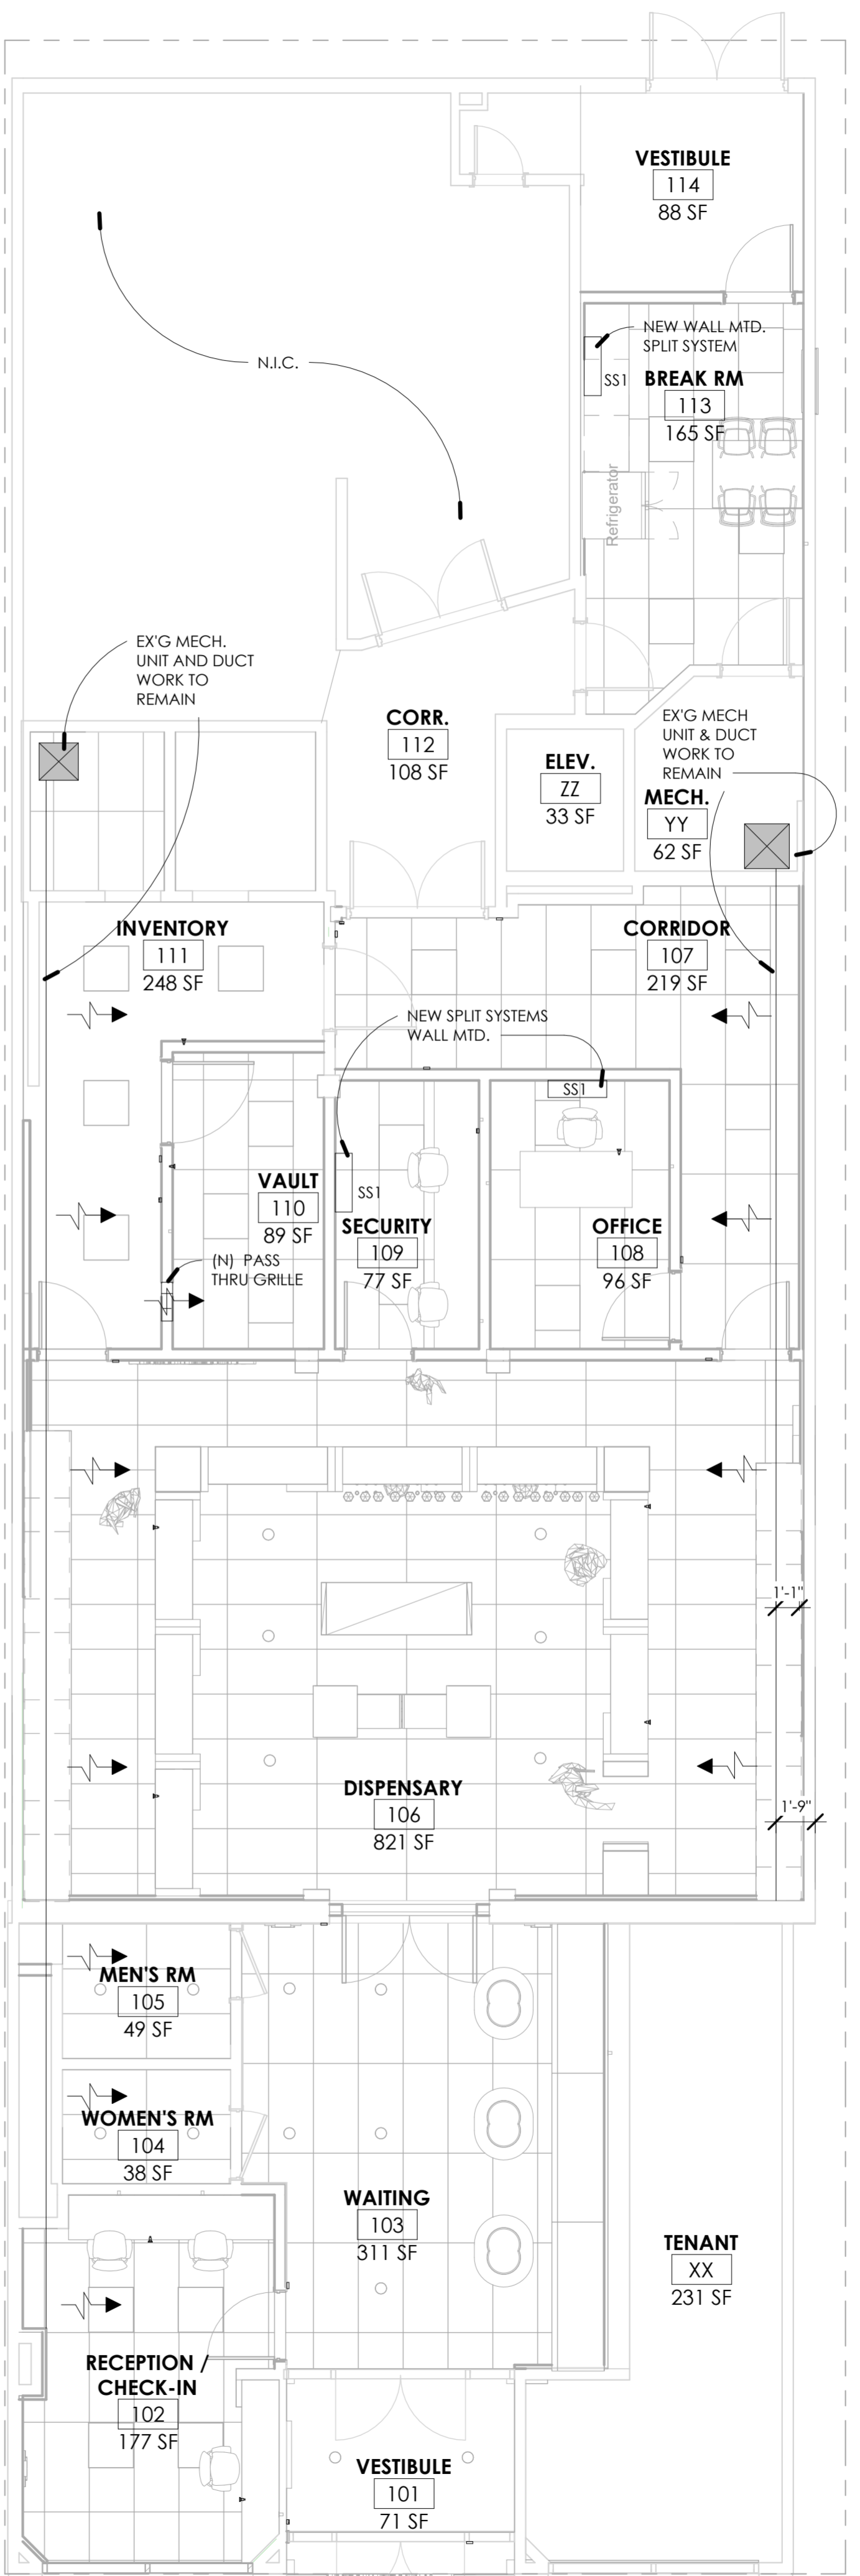 VESTIBULE
114
88 SF
NEW WALL MTD.
SPLIT SYSTEM
SS1
BREAK RM
113
165 SF
N.I.C.
Refrigerator
EX'G MECH.
UNIT AND DUCT
WORK TO
REMAIN
CORR.
112
108 SF
ELEV.
ZZ
33 SF
EX'G MECH
UNIT & DUCT
WORK TO
REMAIN
MECH.
YY
62 SF
INVENTORY
111
248 SF
CORRIDOR
107
219 SF
NEW SPLIT SYSTEMS
WALL MTD.
SS1
VAULT
110
89 SF
SS1
SECURITY
109
77 SF
OFFICE
108
96 SF
(N) PASS
THRU GRILLE
1'-1"
DISPENSARY
106
821 SF
1'-9"
MEN'S RM
105
49 SF
WOMEN'S RM
104
38 SF
WAITING
103
311 SF
TENANT
XX
231 SF
RECEPTION /
CHECK-IN
102
177 SF
VESTIBULE
101
71 SF